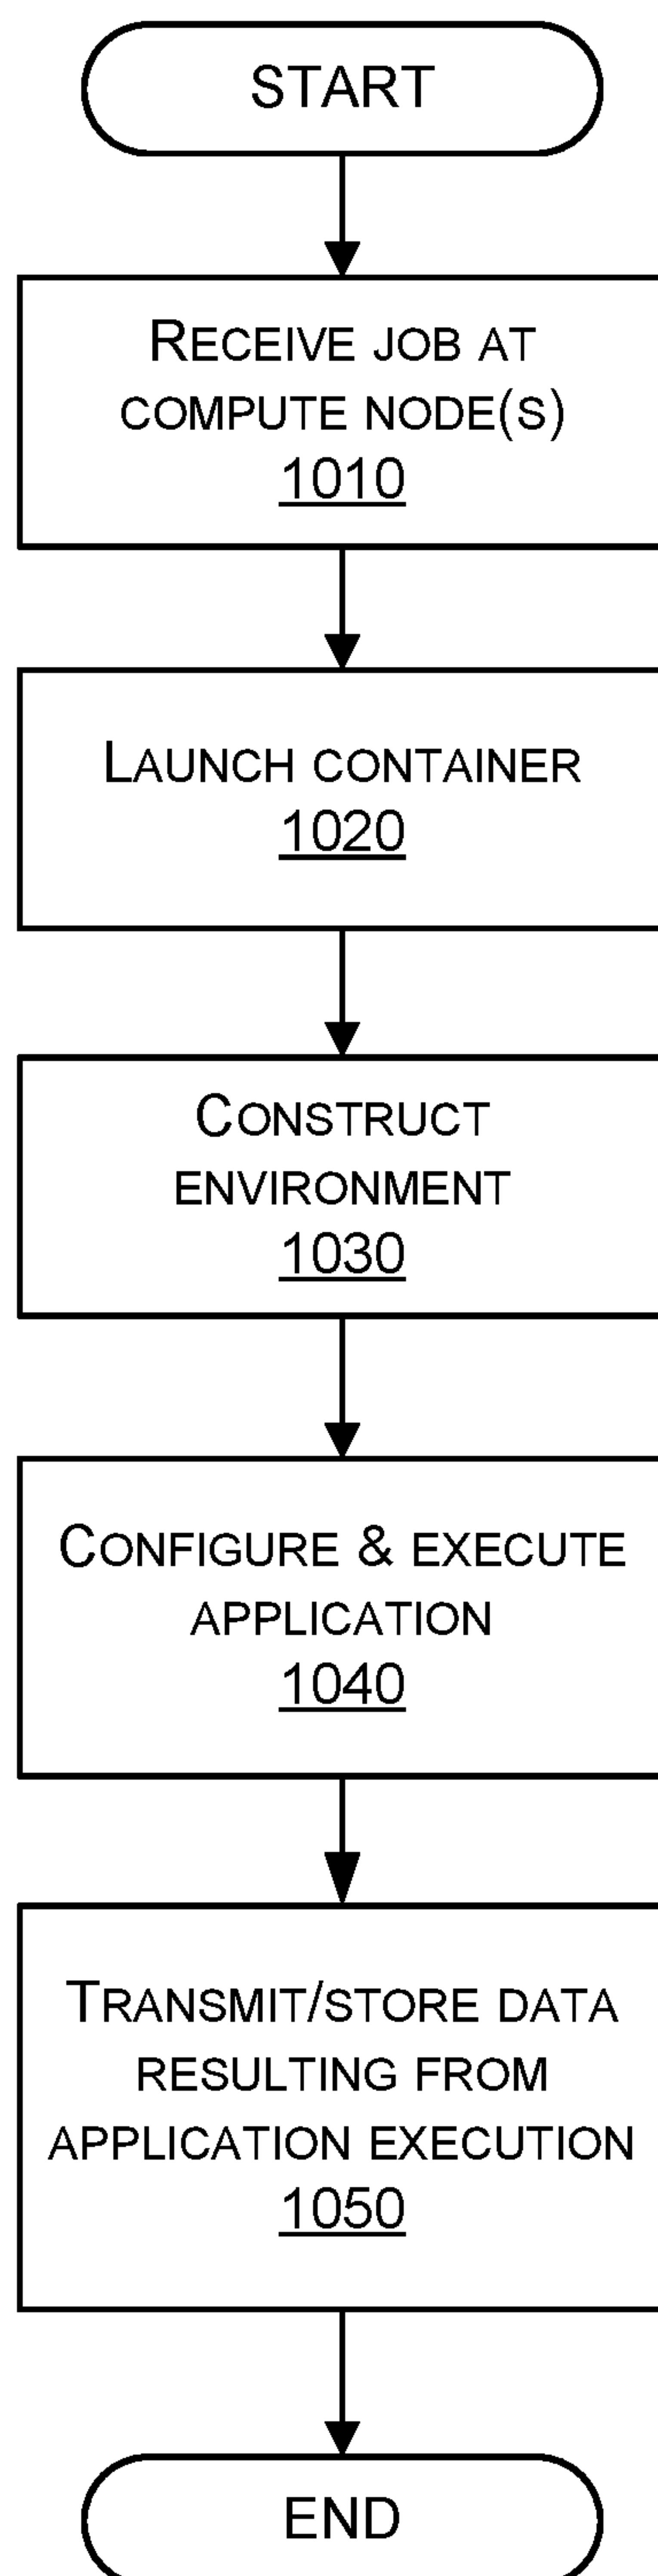 START
RECEIVE JOB AT
COMPUTE NODE(S)
1010
LAUNCH CONTAINER
1020
CONSTRUCT
ENVIRONMENT
1030
CONFIGURE & EXECUTE
APPLICATION
1040
TRANSMIT/STORE DATA
RESULTING FROM
APPLICATION EXECUTION
1050
END